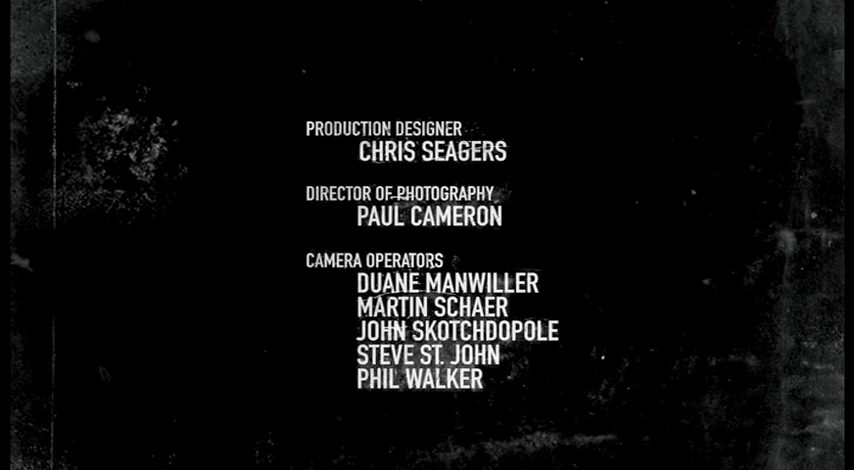 PRODUCTION DESIGNER
CHRIS SEAGERS
DIRECTOR OF PHOTOGRAPHY
PAUL CAMERON
CAMERA OPERATORS
DUANE MANWILLER
MARTIN SCHAER
JOHN SKOTCHDOPOLE
STEVE ST. JOHN
PHIL WALKER